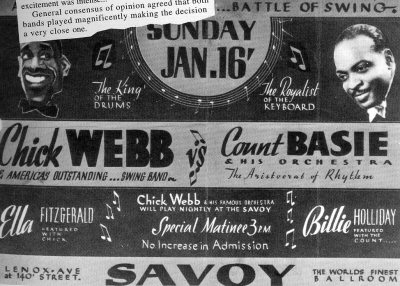 excitement was intense...
General consensus of opinion agreed that both
bands played magnificently making the decision
a very close one.
...BATTLE OF SWING...
SUNDAY
JAN. 16'
The 'King'
OF THE
DRUMS
The Royalist
OF THE
KEYBOARD
Chick WEBB
& AMERICAS OUTSTANDING...SWING BAND...
VS
Count BASIE
& HIS ORCHESTRA
The Aristocrat of Rhythm
Ella FITZGERALD
FEATURED
WITH
CHICK
Chick Webb & HIS FAMOUS ORCHESTRA
WILL PLAY NIGHTLY AT THE SAVOY
Special Matinee 3 PM
No Increase in Admission
Billie HOLLIDAY
FEATURED
WITH THE
COUNT....
LENOX-AVE
at 140' STREET.
SAVOY
THE WORLDS FINEST
BALLROOM